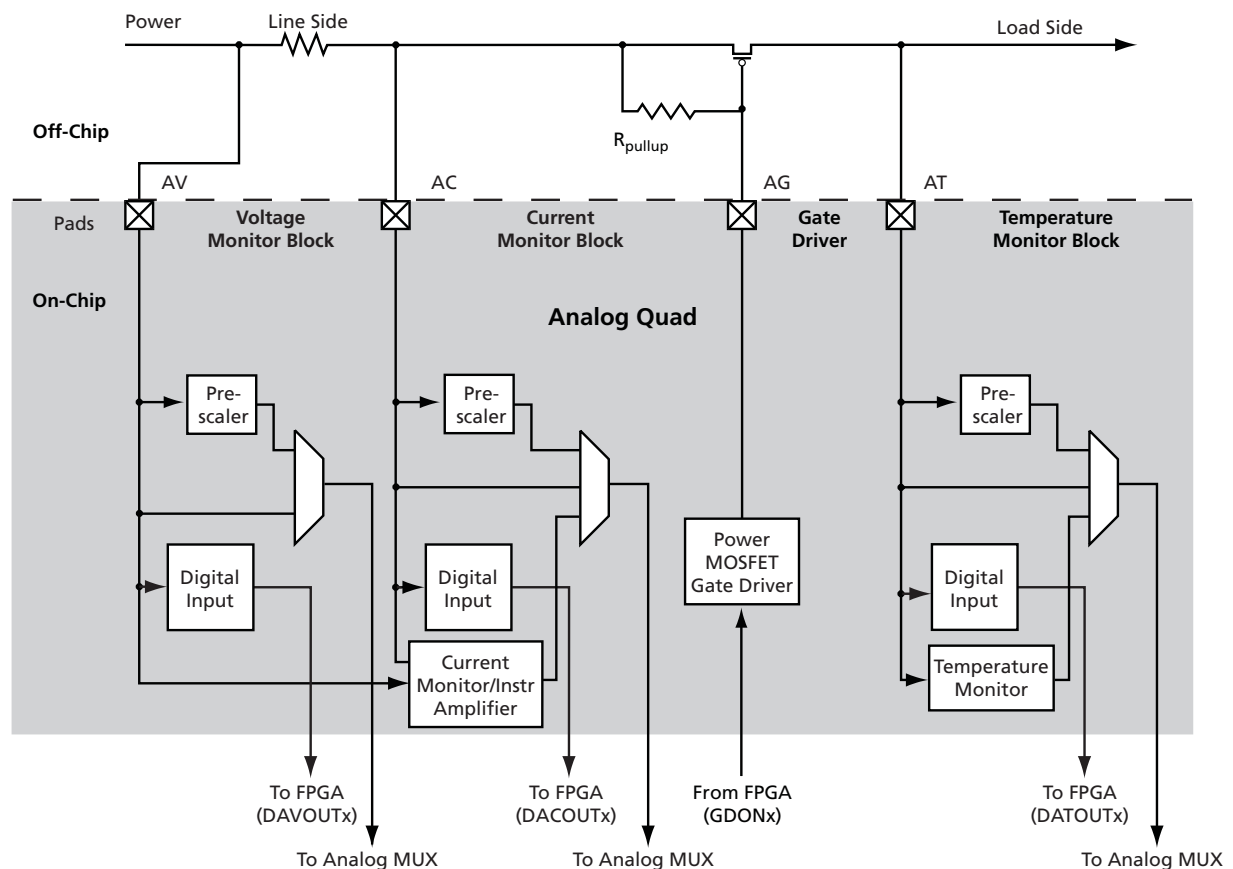 Power
Line Side
Load Side
Off-Chip
Rpullup
AV
AC
AG
AT
Pads
Voltage
Monitor Block
Current
Monitor Block
Gate
Driver
Temperature
Monitor Block
On-Chip
Analog Quad
Pre-
scaler
Pre-
scaler
Pre-
scaler
Power
MOSFET
Gate Driver
Digital
Input
Digital
Input
Digital
Input
Current
Monitor/Instr
Amplifier
Temperature
Monitor
To FPGA
(DAVOUTx)
To FPGA
(DACOUTx)
From FPGA
(GDONx)
To FPGA
(DATOUTx)
To Analog MUX
To Analog MUX
To Analog MUX